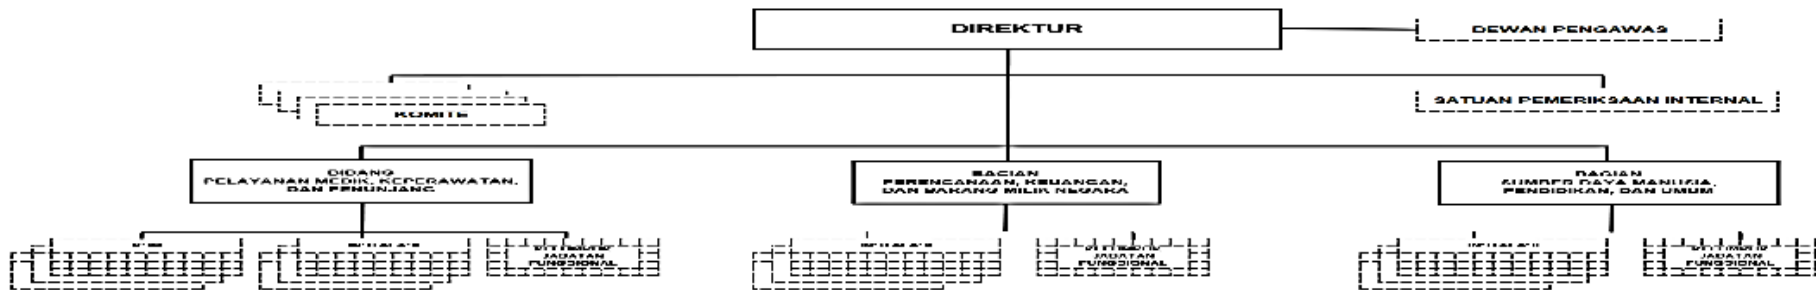 DIREKTUR
DEWAN PENGAWAS
KOMITE
SATUAN PEMERIKSAAN INTERNAL
BIDANG
PELAYANAN MEDIK, KEPERAWATAN,
DAN PENUNJANG
BAGIAN
PERENCANAAN, KEUANGAN,
DAN BARANG MILIK NEGARA
BAGIAN
SUMBER DAYA MANUSIA,
PENDIDIKAN, DAN UMUM
JABATAN
FUNGSIONAL
JABATAN
FUNGSIONAL
JABATAN
FUNGSIONAL